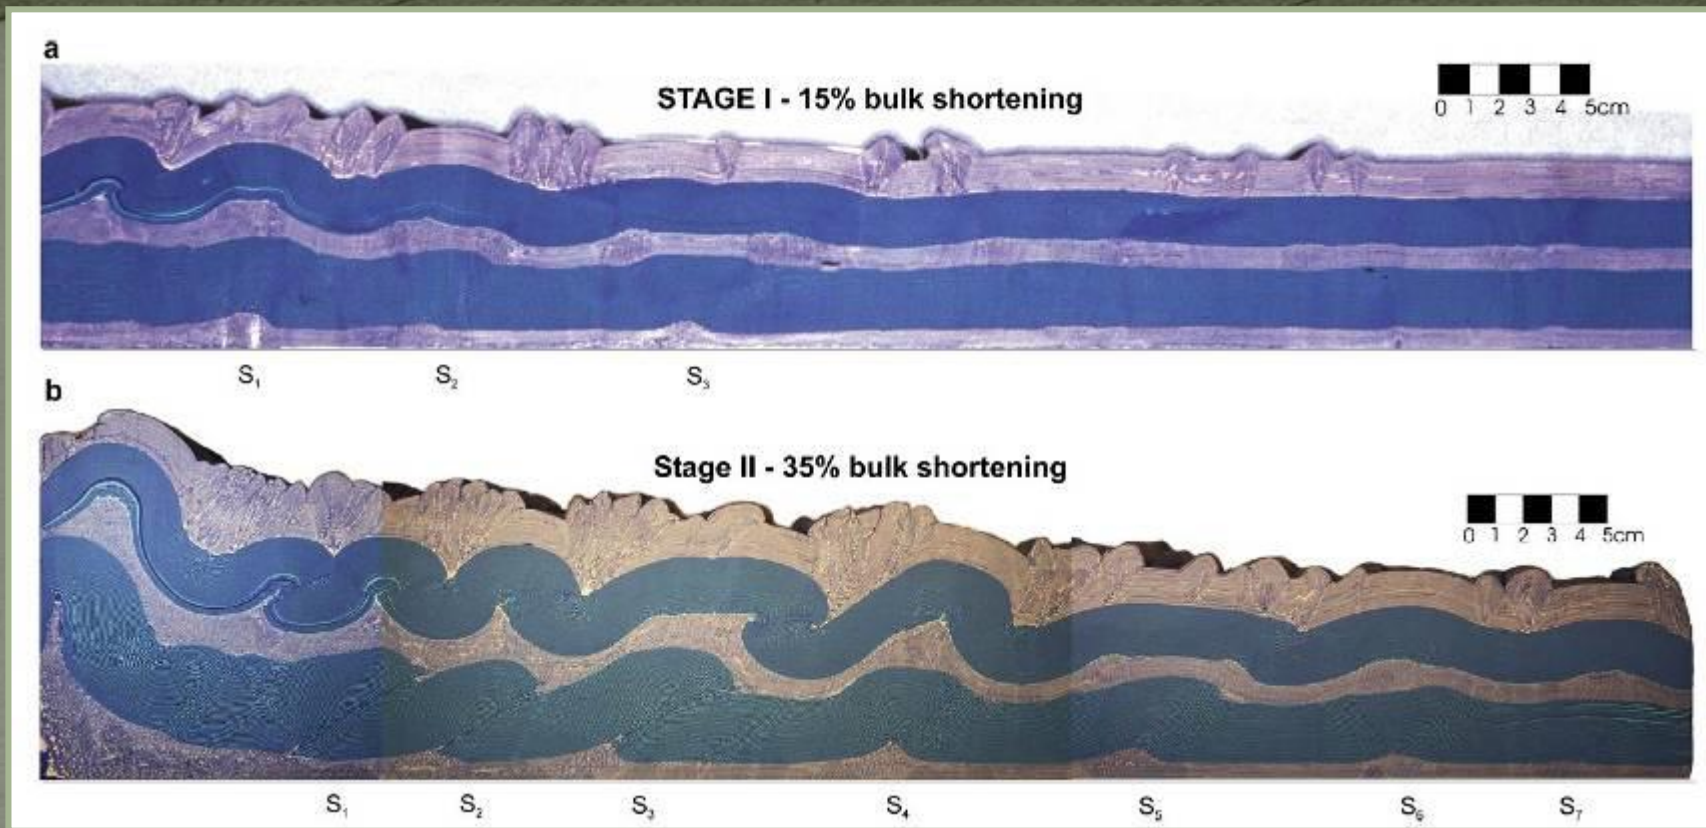 a
STAGE I - 15% bulk shortening
0 1 2 3 4 5cm
S₁ S₂ S₃
b
Stage II - 35% bulk shortening
0 1 2 3 4 5cm
S₁ S₂ S₃ S₄ S₅ S₆ S₇